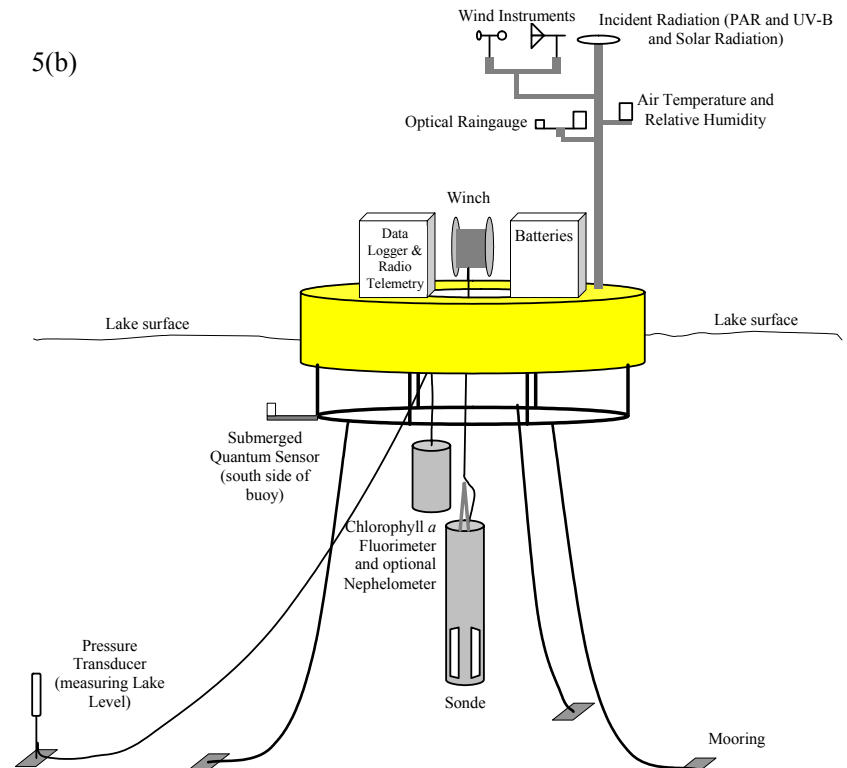 5(b)
Wind Instruments
Incident Radiation (PAR and UV-B
and Solar Radiation)
Optical Raingauge
Air Temperature and
Relative Humidity
Winch
Data
Logger &
Radio
Telemetry
Batteries
Lake surface
Lake surface
Submerged
Quantum Sensor
(south side of
buoy)
Chlorophyll a
Fluorimeter
and optional
Nephelometer
Pressure
Transducer
(measuring Lake
Level)
Sonde
Mooring